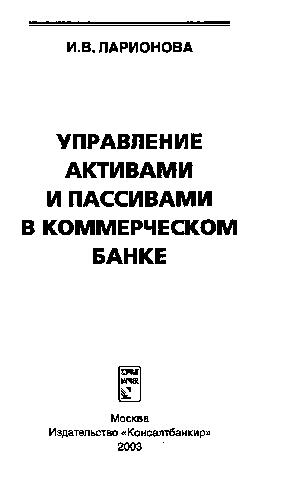 И.В. ЛАРИОНОВА
УПРАВЛЕНИЕ
АКТИВАМИ
И ПАССИВАМИ
В КОММЕРЧЕСКОМ
БАНКЕ
Москва
Издательство «Консалтбанкир»
2003